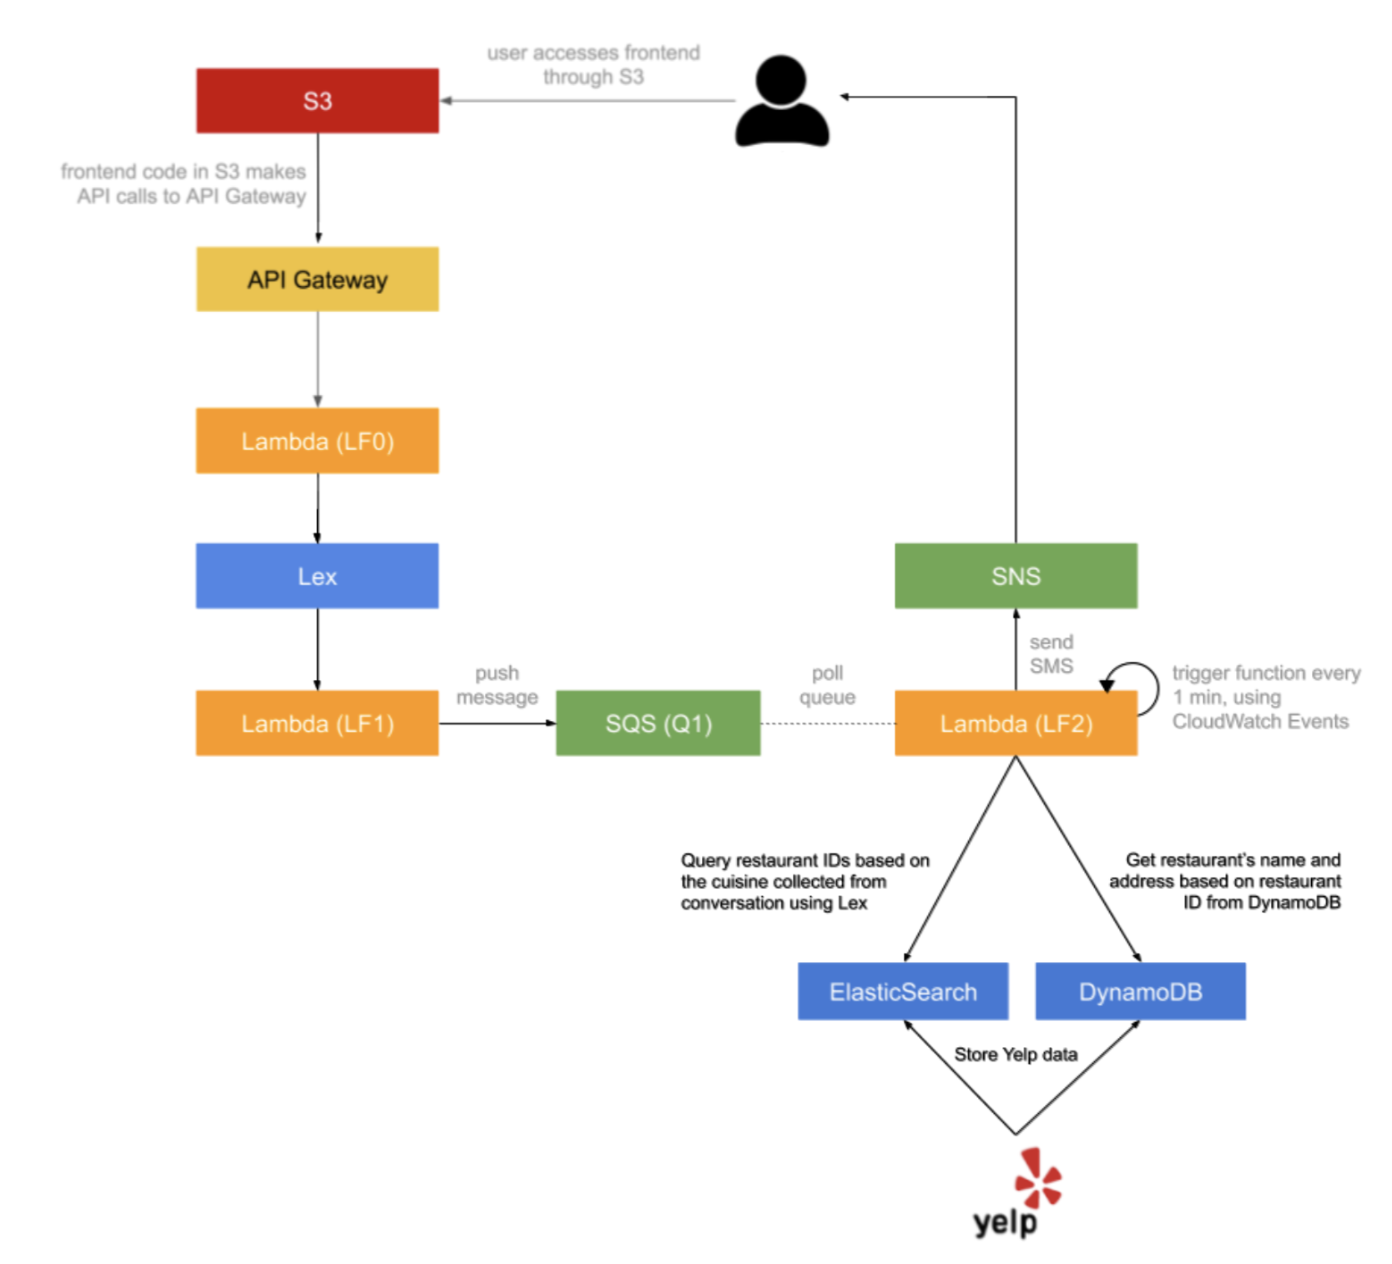 user accesses frontend
through S3
S3
frontend code in S3 makes
API calls to API Gateway
API Gateway
Lambda (LF0)
Lex
SNS
send
SMS
push
message
poll
queue
trigger function every
1 min, using
CloudWatch Events
Lambda (LF1)
SQS (Q1)
Lambda (LF2)
Query restaurant IDs based on
the cuisine collected from
conversation using Lex
Get restaurant's name and
address based on restaurant
ID from DynamoDB
ElasticSearch
DynamoDB
Store Yelp data
yelp